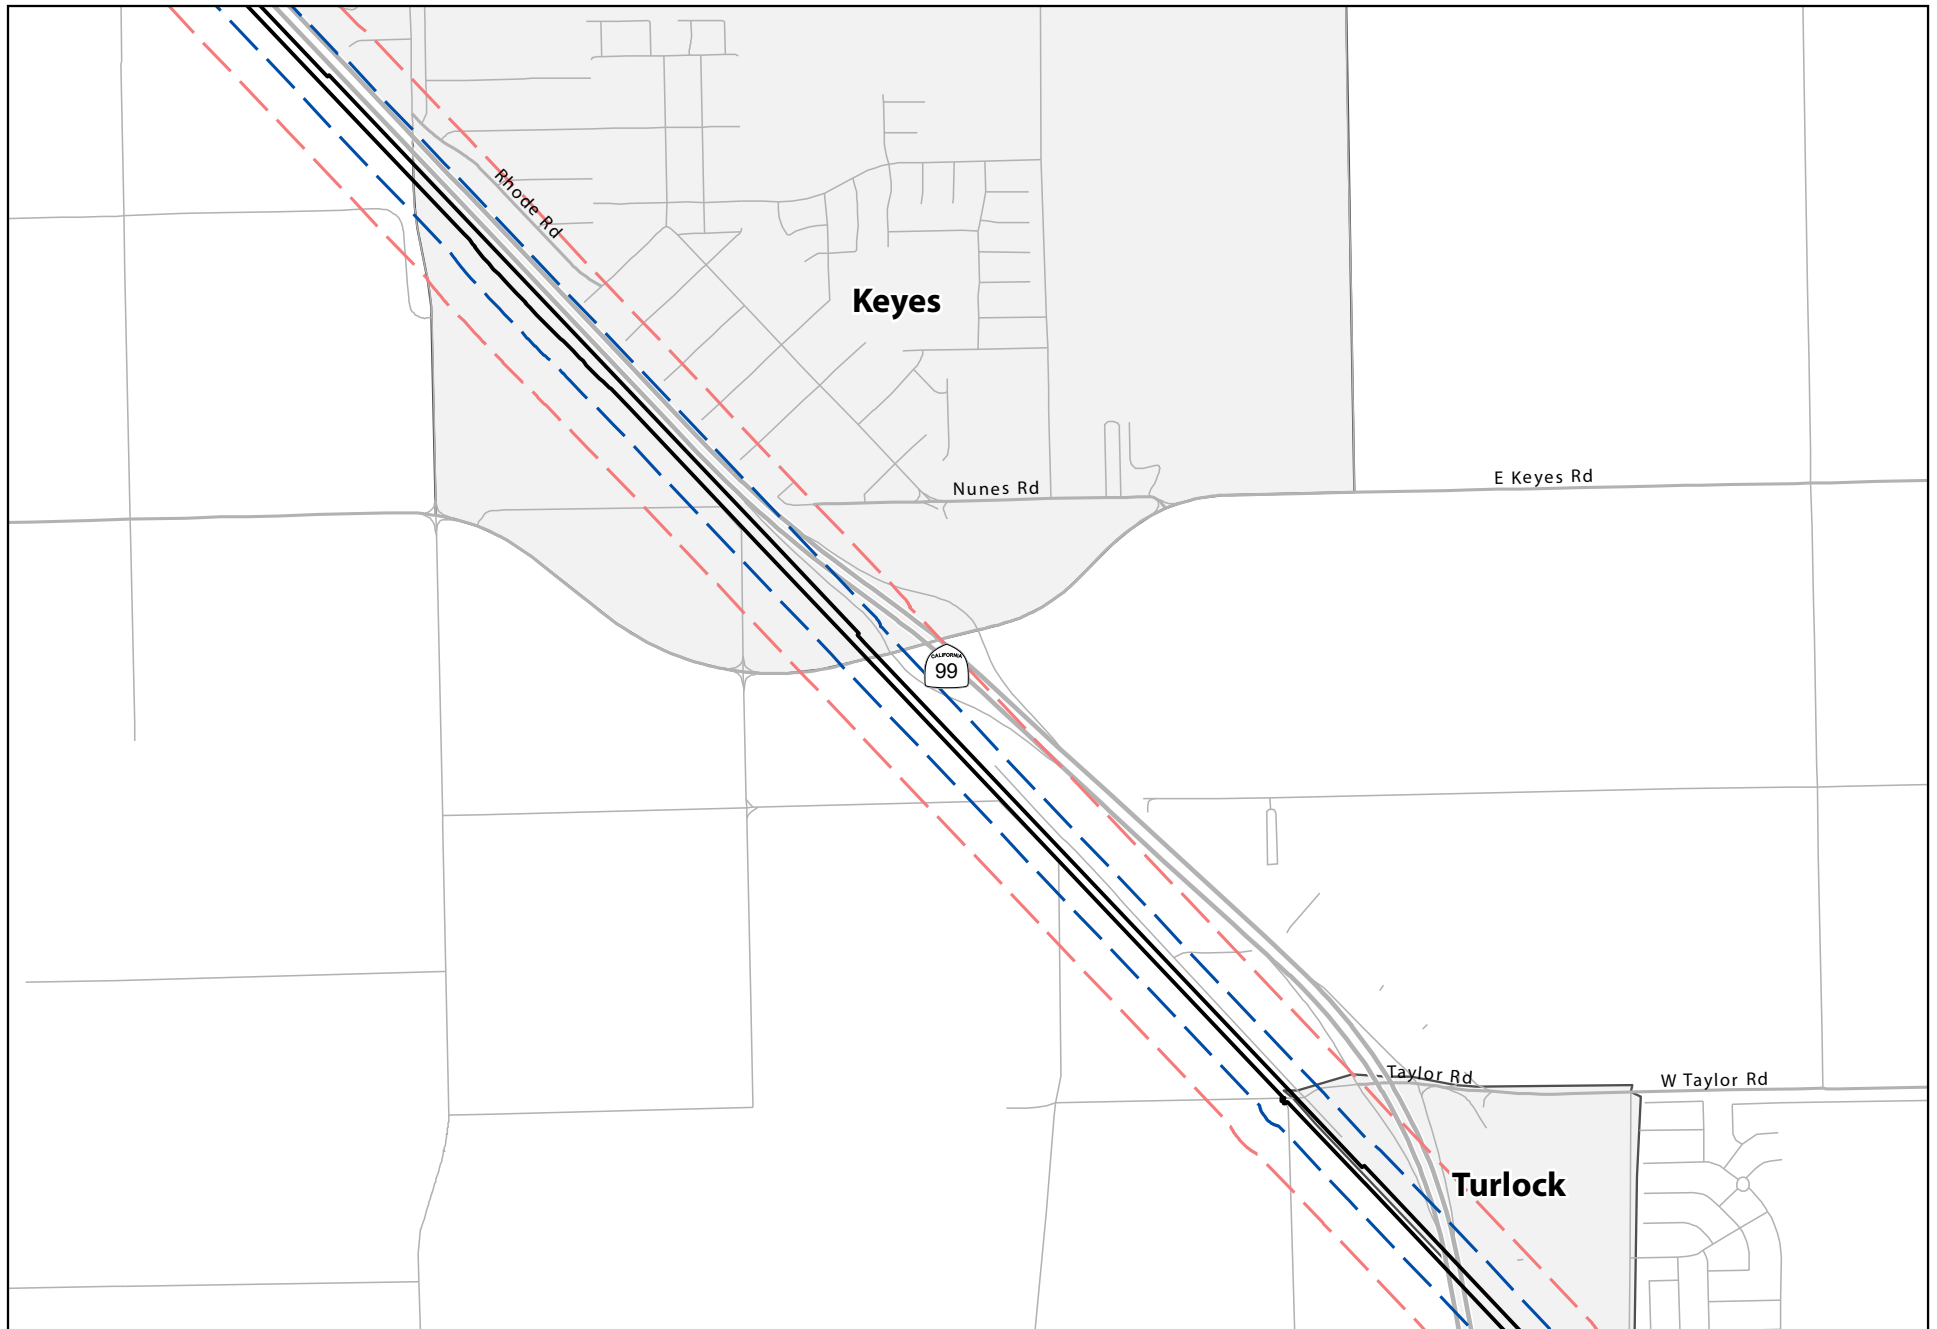 Rhode Rd
Keyes
Nunes Rd
E Keyes Rd
CALIFORNIA
99
Taylor Rd
W Taylor Rd
Turlock